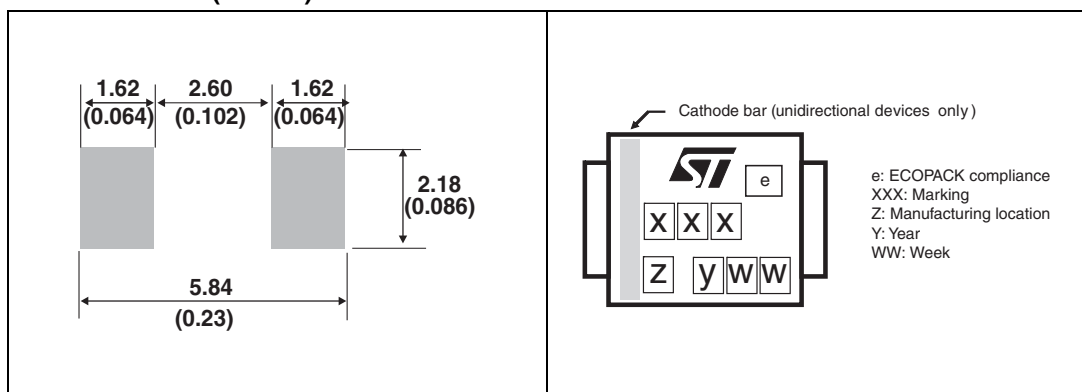 1.62 2.60 1.62
(0.064) (0.102) (0.064)
2.18
(0.086)
5.84
(0.23)
Cathode bar (unidirectional devices only)
ST
e
x x x
z y w w
e: ECOPACK compliance
XXX: Marking
Z: Manufacturing location
Y: Year
WW: Week